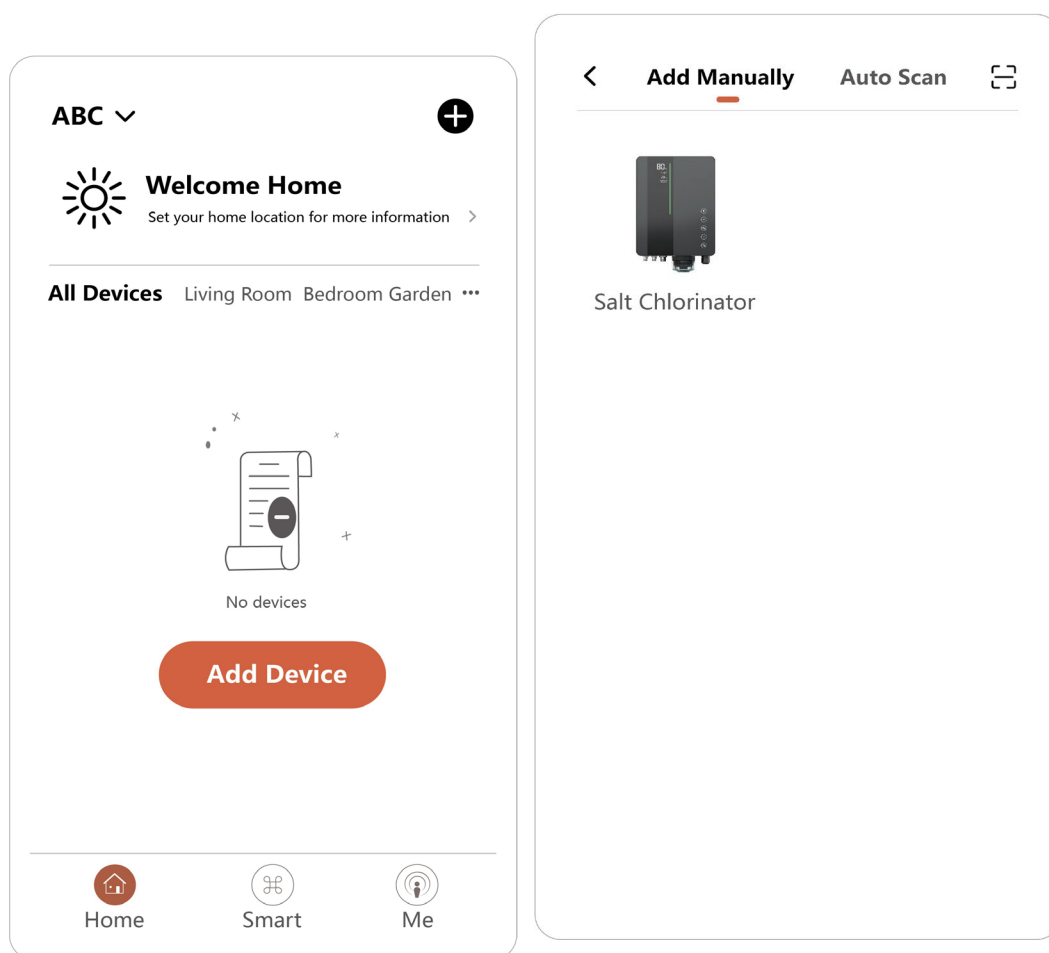 ABC
Welcome Home
Set your home location for more information
All Devices Living Room Bedroom Garden ···
No devices
Add Device
Home Smart Me
Add Manually Auto Scan
80
Salt Chlorinator